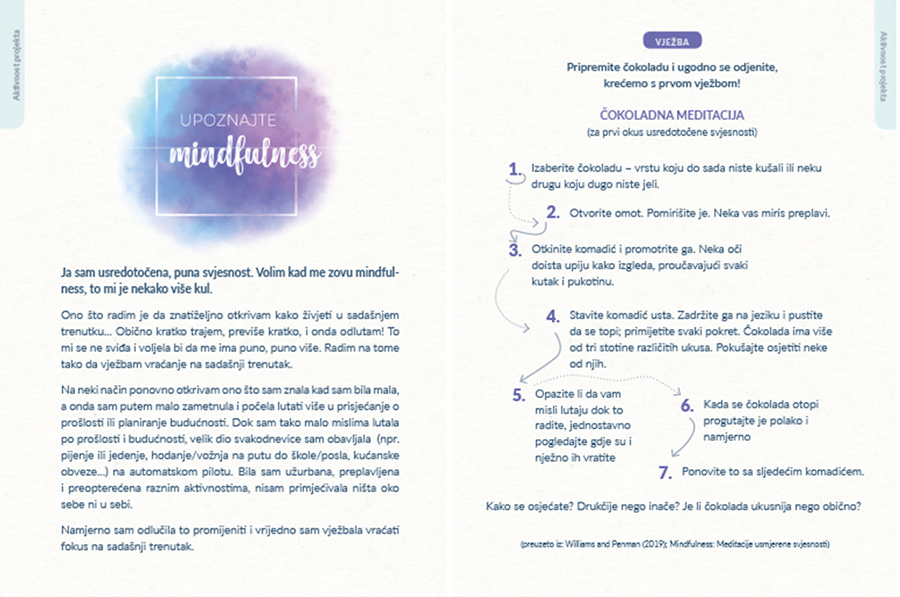 Aktivnost projekta
UPOZNAJTE
mindfulness
Ja sam usredotočena, puna svjesnost. Volim kad me zovu mindful-
ness, to mi je nekako više kul.
Ono što radim je da znatiželjno otkrivam kako živjeti u sadašnjem
trenutku... Obično kratko trajem, previše kratko, i onda odlutam! To
mi se ne sviđa i voljela bi da me ima puno, puno više. Radim na tome
tako da vježbam vraćanje na sadašnji trenutak.
Na neki način ponovno otkrivam ono što sam znala kad sam bila mala,
a onda sam putem malo zametnula i počela lutati više u prisjećanje o
prošlosti ili planiranje budućnosti. Dok sam tako malo mislima lutala
po prošlosti i budućnosti, velik dio svakodnevice sam obavljala (npr.
pijenje ili jedenje, hodanje/vožnja na putu do škole/posla, kućanske
obveze...) na automatskom pilotu. Bila sam užurbana, preplavljena
i preopterećena raznim aktivnostima, nisam primjećivala ništa oko
sebe ni u sebi.
Namjerno sam odlučila to promijeniti i vrijedno sam vježbala vraćati
fokus na sadašnji trenutak.
Aktivnost projekta
VJEŽBA
Pripremite čokoladu i ugodno se odjenite,
krećemo s prvom vježbom!
ČOKOLADNA MEDITACIJA
(za prvi okus usredotočene svjesnosti)
1. Izaberite čokoladu – vrstu koju do sada niste kušali ili neku
drugu koju dugo niste jeli.
2. Otvorite omot. Pomirišite je. Neka vas miris preplavi.
3. Otkinite komadić i promotrite ga. Neka oči
doista upiju kako izgleda, proučavajući svaki
kutak i pukotinu.
4. Stavite komadić usta. Zadržite ga na jeziku i pustite
da se topi; primijetite svaki pokret. Čokolada ima više
od tri stotine različitih ukusa. Pokušajte osjetiti neke
od njih.
5. Opazite li da vam
misli lutaju dok to
radite, jednostavno
pogledajte gdje su i
nježno ih vratite
6. Kada se čokolada otopi
progutajte je polako i
namjerno
7. Ponovite to sa sljedećim komadićem.
Kako se osjećate? Drukčije nego inače? Je li čokolada ukusnija nego obično?
(preuzeto iz: Williams and Penman (2019); Mindfulness: Meditacije usmjerene svjesnosti)